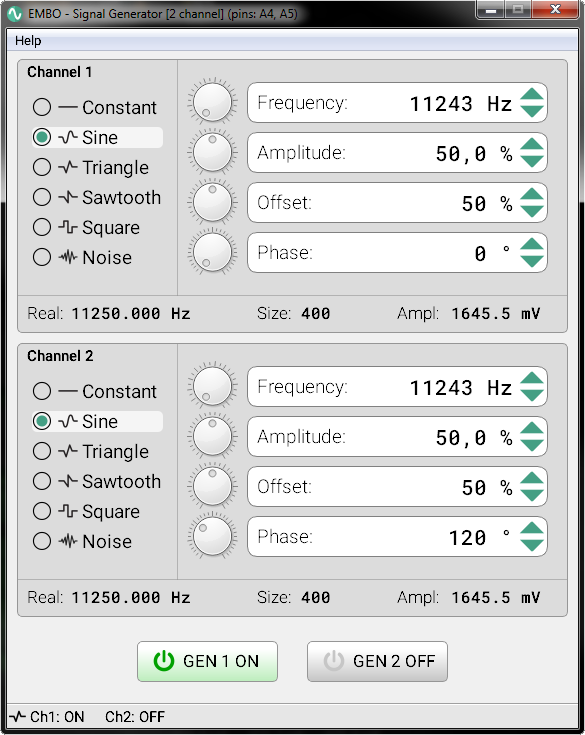 EMBO - Signal Generator [2 channel] (pins: A4, A5)
Help
Channel 1
Constant
Sine
Triangle
Sawtooth
Square
Noise
Frequency: 11243 Hz
Amplitude: 50,0 %
Offset: 50 %
Phase: 0 °
Real: 11250.000 Hz Size: 400 Ampl: 1645.5 mV
Channel 2
Constant
Sine
Triangle
Sawtooth
Square
Noise
Frequency: 11243 Hz
Amplitude: 50,0 %
Offset: 50 %
Phase: 120 °
Real: 11250.000 Hz Size: 400 Ampl: 1645.5 mV
GEN 1 ON GEN 2 OFF
Ch1: ON Ch2: OFF